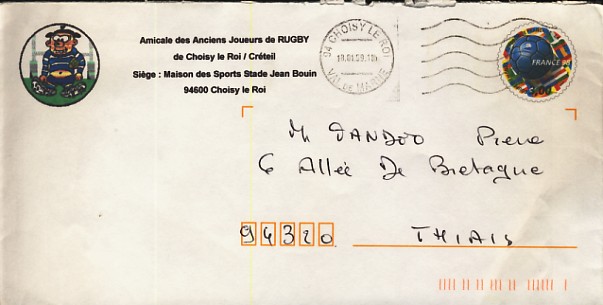 Amicale des Anciens Joueurs de RUGBY
de Choisy le Roi / Créteil
Siège : Maison des Sports Stade Jean Bouin
94600 Choisy le Roi
94 CHOISY LE ROI
VAL DE MARNE
FRANCE 98
M DANDOO Pierre
6 Allée De Bretagne
94320 THIAIS